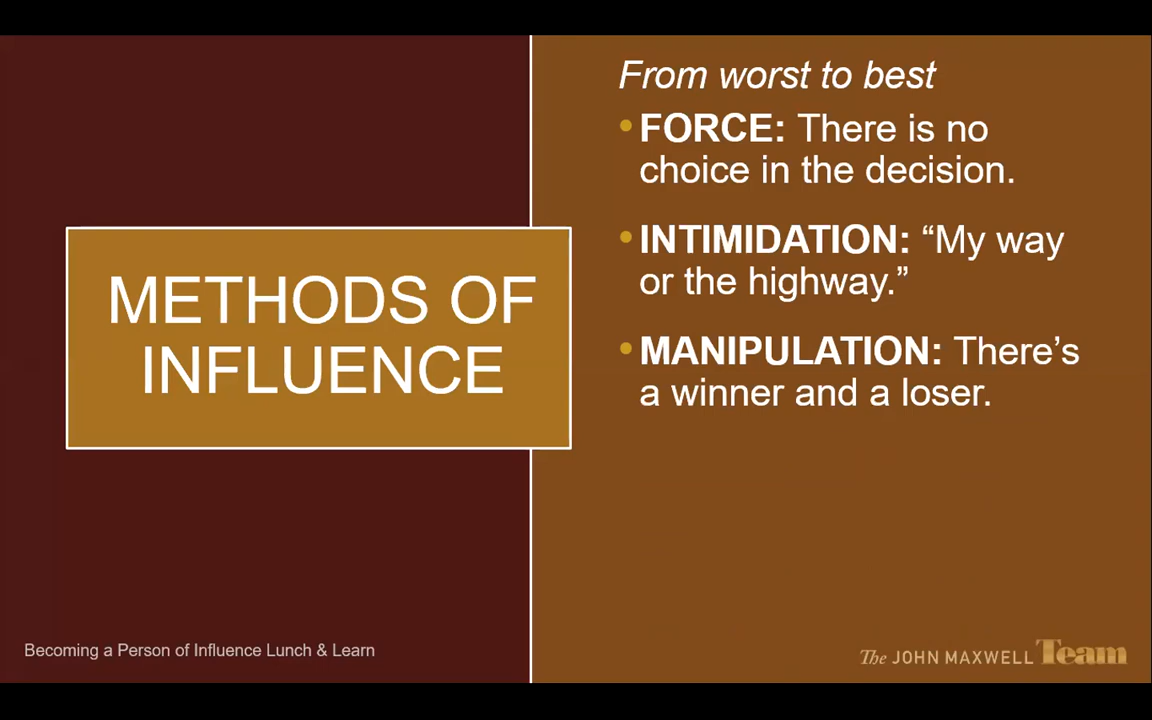 From worst to best
•FORCE: There is no
choice in the decision.
•INTIMIDATION: “My way
or the highway.”
•MANIPULATION: There’s
a winner and a loser.
METHODS OF
INFLUENCE
Becoming a Person of Influence Lunch & Learn
The JOHN MAXWELL Team